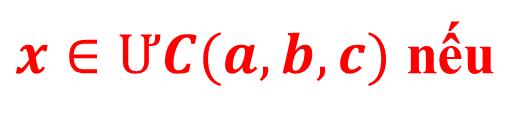 x ∈ ƯC(a, b, c) nếu